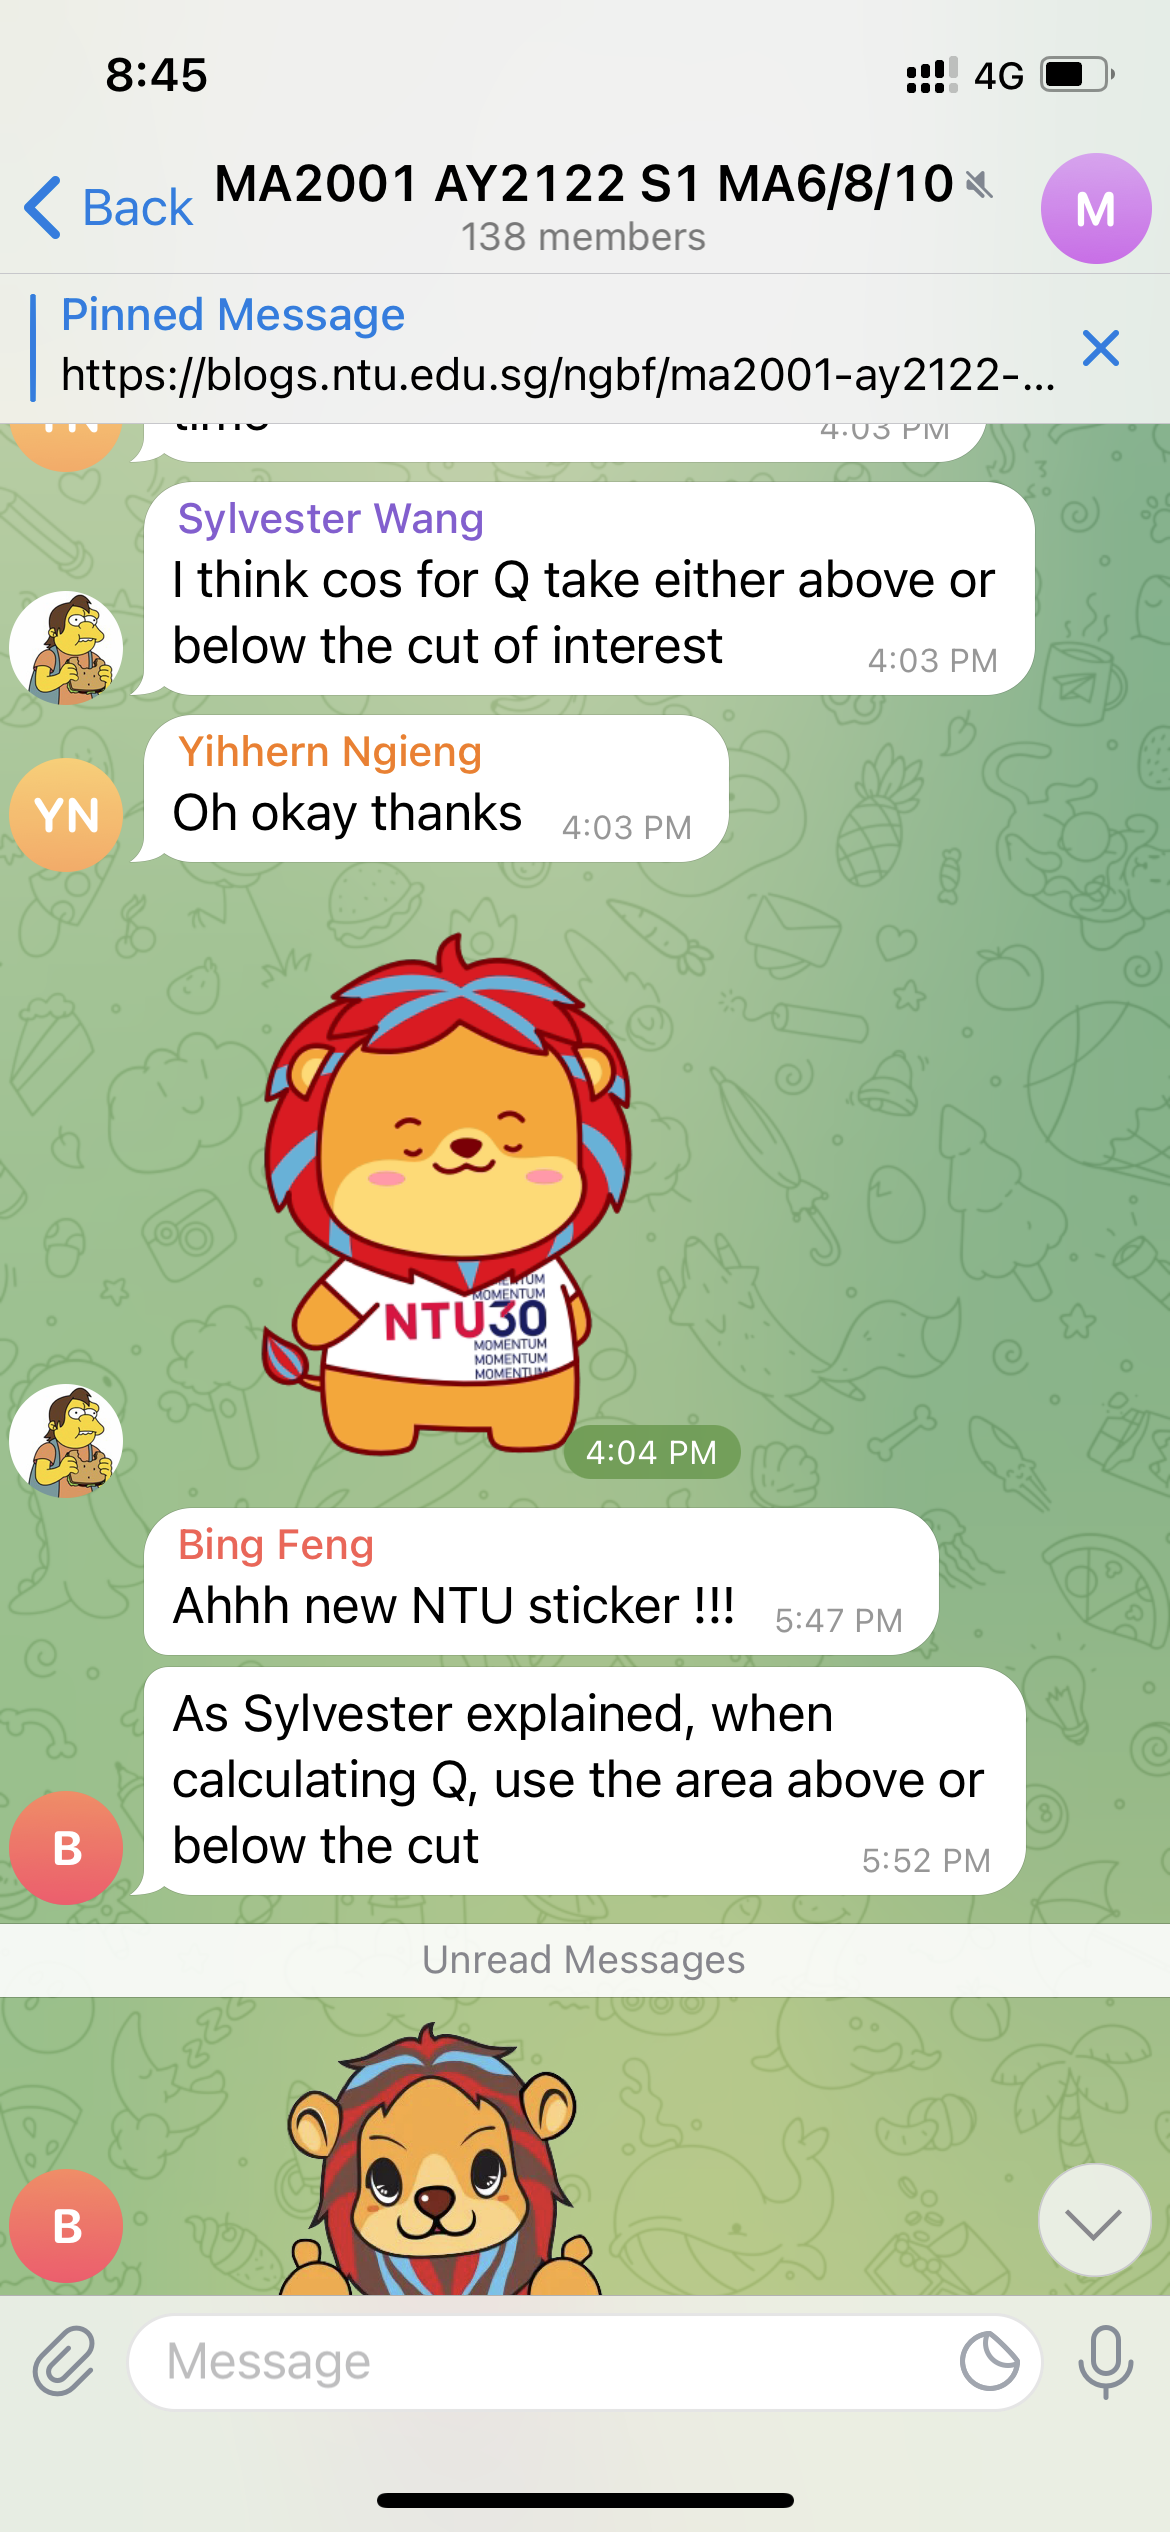 8:45
4G
Back
MA2001 AY2122 S1 MA6/8/10
138 members
M
Pinned Message
https://blogs.ntu.edu.sg/ngbf/ma2001-ay2122-...
4:03 PM
Sylvester Wang
I think cos for Q take either above or
below the cut of interest
4:03 PM
Yihhern Ngieng
YN
Oh okay thanks
4:03 PM
MOMENTUM
NTU30
MOMENTUM
MOMENTUM
MOMENTUM
4:04 PM
Bing Feng
Ahhh new NTU sticker !!!
5:47 PM
As Sylvester explained, when
calculating Q, use the area above or
below the cut
5:52 PM
B
Unread Messages
B
Message